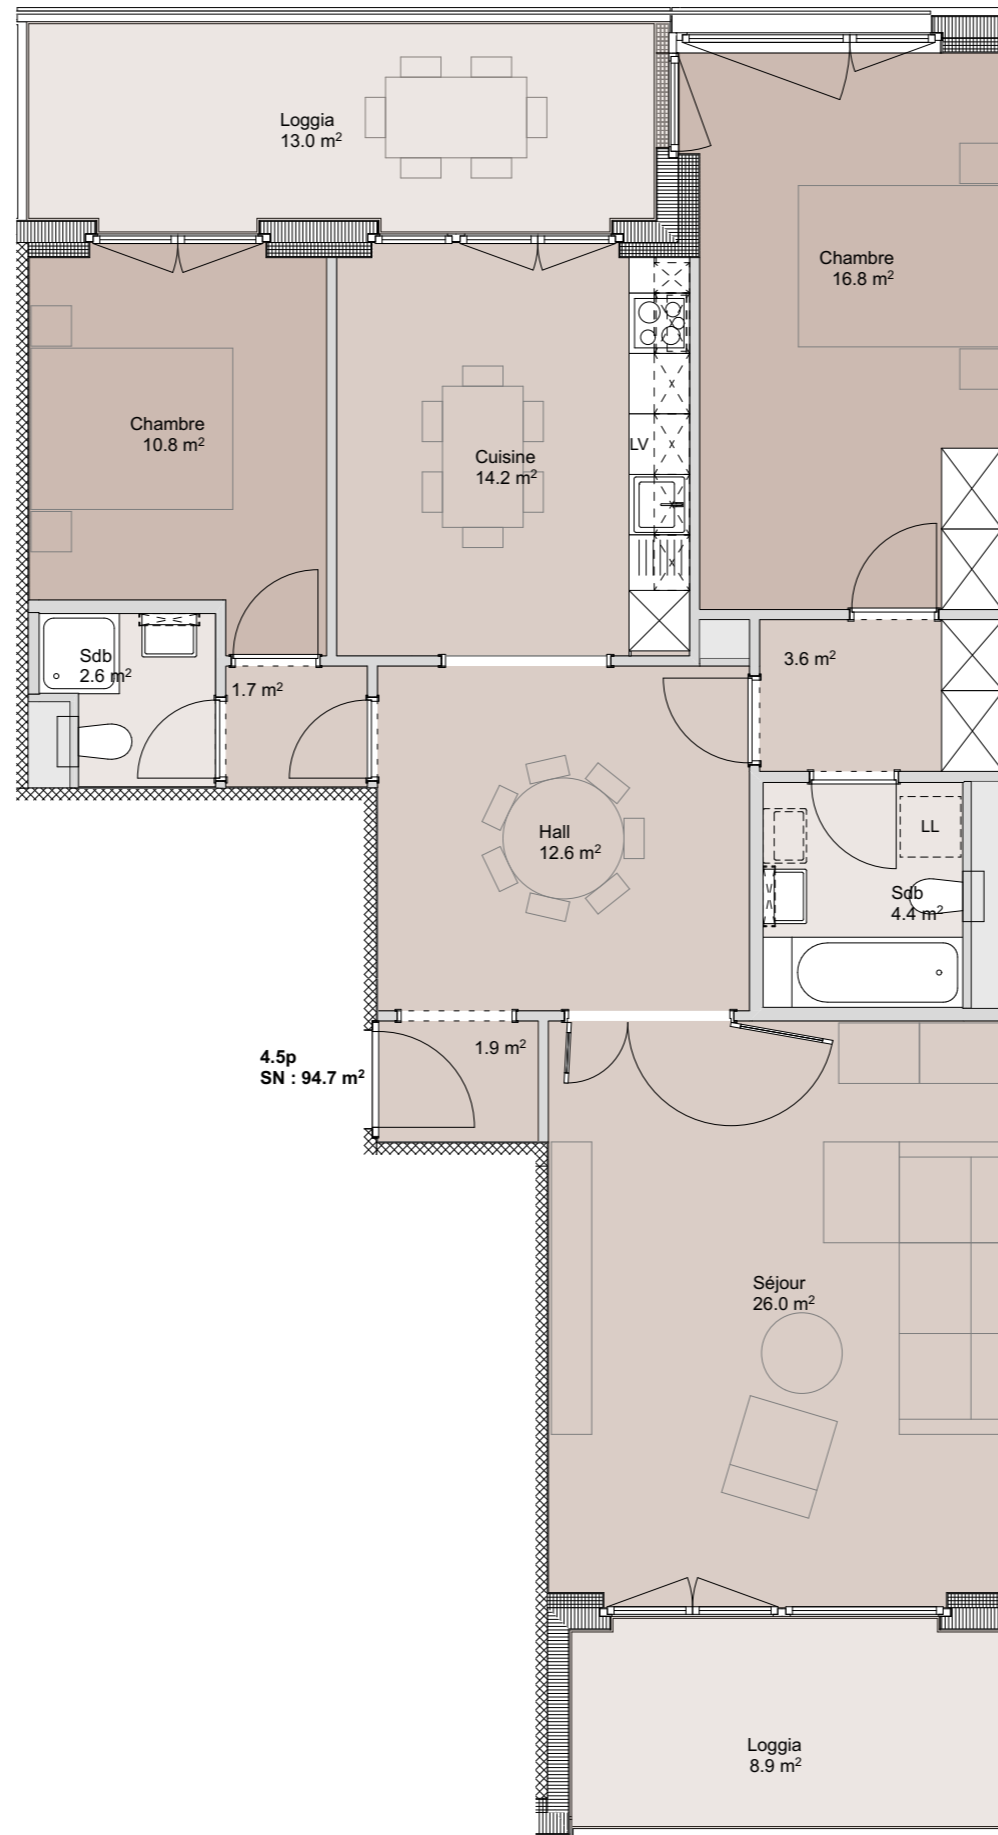 Loggia
13.0 m²
Chambre
16.8 m²
Chambre
10.8 m²
Cuisine
14.2 m²
LV
Sdb
2.6 m²
1.7 m²
3.6 m²
Hall
12.6 m²
LL
Sdb
4.4 m²
1.9 m²
4.5p
SN : 94.7 m²
Séjour
26.0 m²
Loggia
8.9 m²